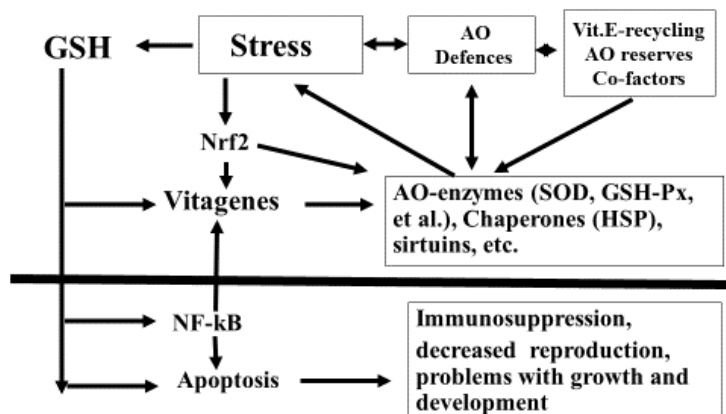 GSH
Stress
AO
Defences
Vit.E-recycling
AO reserves
Co-factors
Nrf2
Vitagenes
AO-enzymes (SOD, GSH-Px,
et al.), Chaperones (HSP),
sirtuins, etc.
NF-kB
Apoptosis
Immunosuppression,
decreased reproduction,
problems with growth and
development